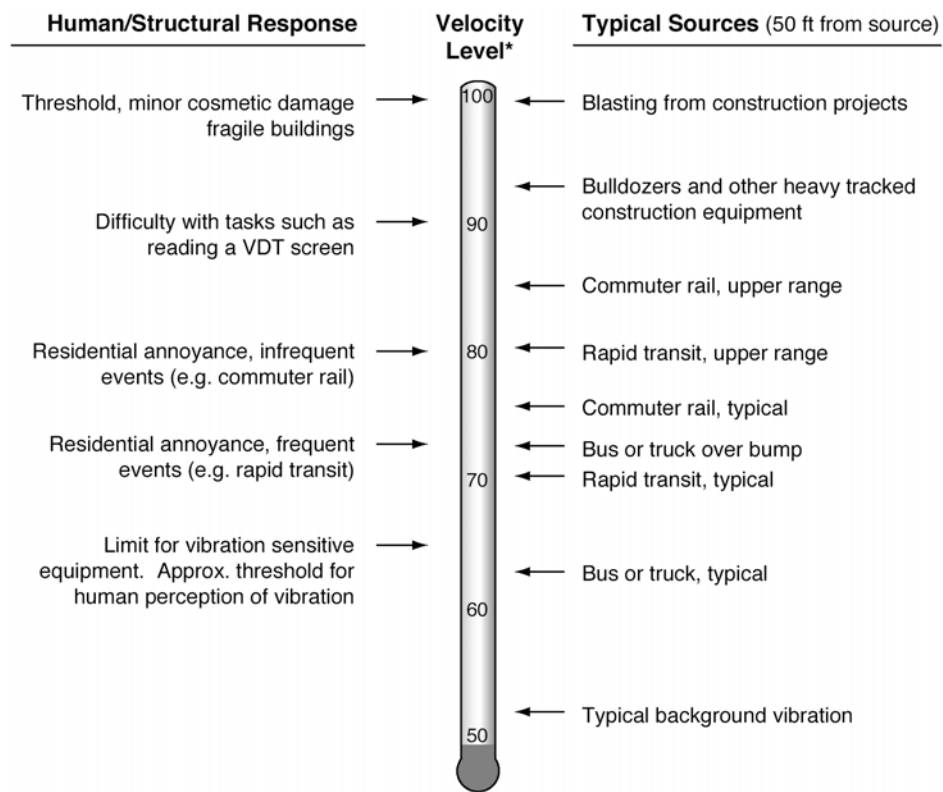 Human/Structural Response
Velocity
Level*
Typical Sources (50 ft from source)
Threshold, minor cosmetic damage
fragile buildings
100
Blasting from construction projects
Bulldozers and other heavy tracked
construction equipment
Difficulty with tasks such as
reading a VDT screen
90
Commuter rail, upper range
Residential annoyance, infrequent
events (e.g. commuter rail)
80
Rapid transit, upper range
Commuter rail, typical
Residential annoyance, frequent
events (e.g. rapid transit)
Bus or truck over bump
70
Rapid transit, typical
Limit for vibration sensitive
equipment. Approx. threshold for
human perception of vibration
Bus or truck, typical
60
Typical background vibration
50